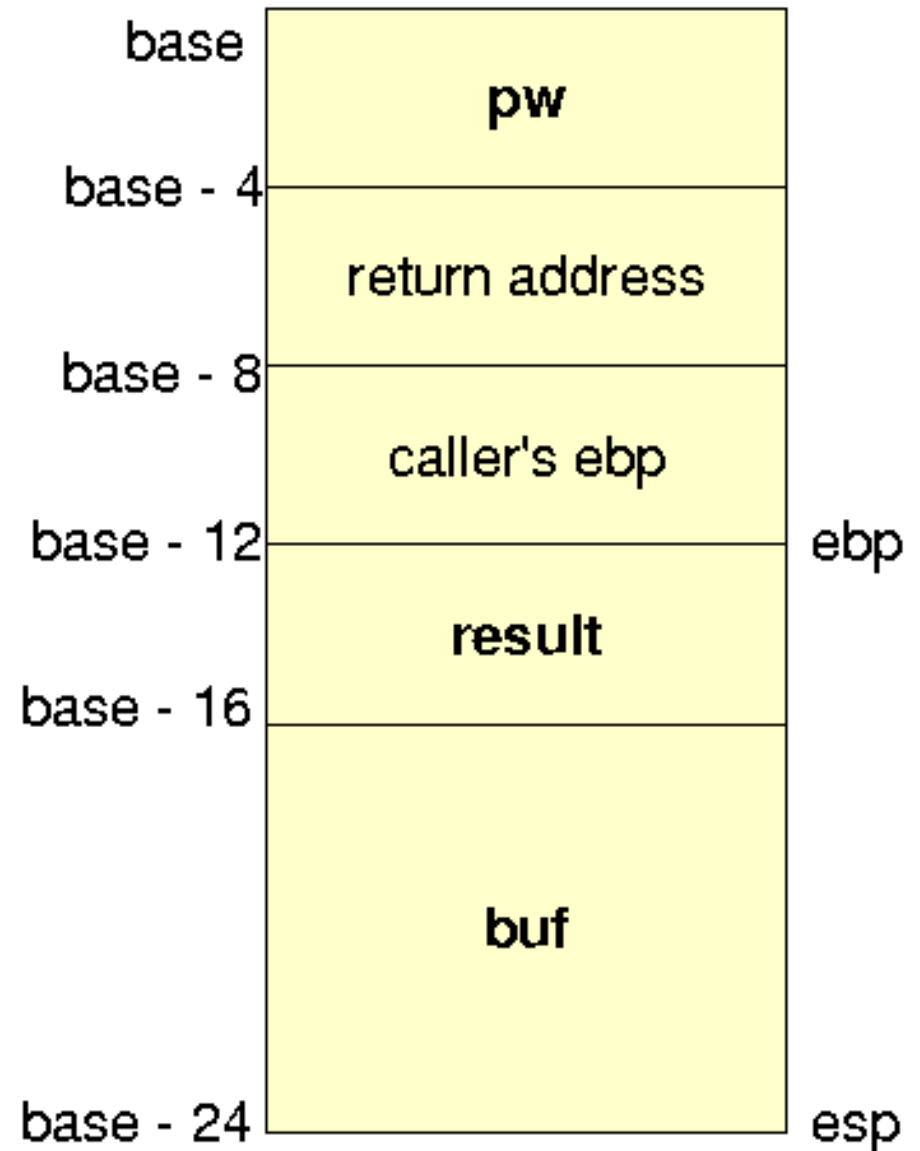 base
pw
base - 4
return address
base - 8
caller's ebp
base - 12
ebp
result
base - 16
buf
base - 24
esp